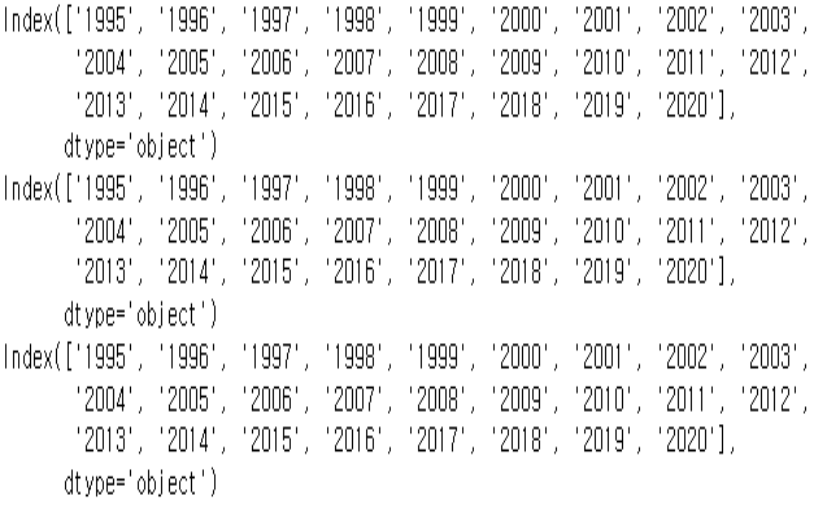 Index(['1995', '1996', '1997', '1998', '1999', '2000', '2001', '2002', '2003',
'2004', '2005', '2006', '2007', '2008', '2009', '2010', '2011', '2012',
'2013', '2014', '2015', '2016', '2017', '2018', '2019', '2020'],
dtype='object')
Index(['1995', '1996', '1997', '1998', '1999', '2000', '2001', '2002', '2003',
'2004', '2005', '2006', '2007', '2008', '2009', '2010', '2011', '2012',
'2013', '2014', '2015', '2016', '2017', '2018', '2019', '2020'],
dtype='object')
Index(['1995', '1996', '1997', '1998', '1999', '2000', '2001', '2002', '2003',
'2004', '2005', '2006', '2007', '2008', '2009', '2010', '2011', '2012',
'2013', '2014', '2015', '2016', '2017', '2018', '2019', '2020'],
dtype='object')